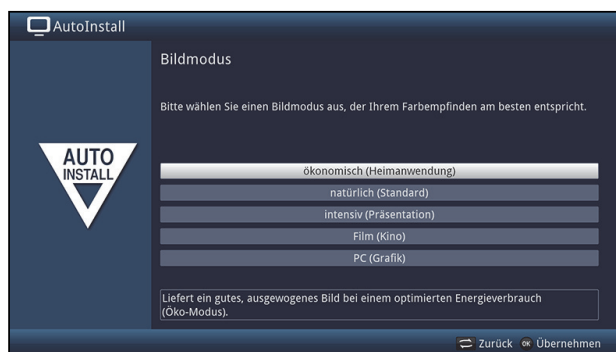 AutoInstall
Bildmodus
Bitte wählen Sie einen Bildmodus aus, der Ihrem Farbempfinden am besten entspricht.
AUTO
INSTALL
ökonomisch (Heimanwendung)
natürlich (Standard)
intensiv (Präsentation)
Film (Kino)
PC (Grafik)
Liefert ein gutes, ausgewogenes Bild bei einem optimierten Energieverbrauch
(Öko-Modus).
Zurück OK Übernehmen